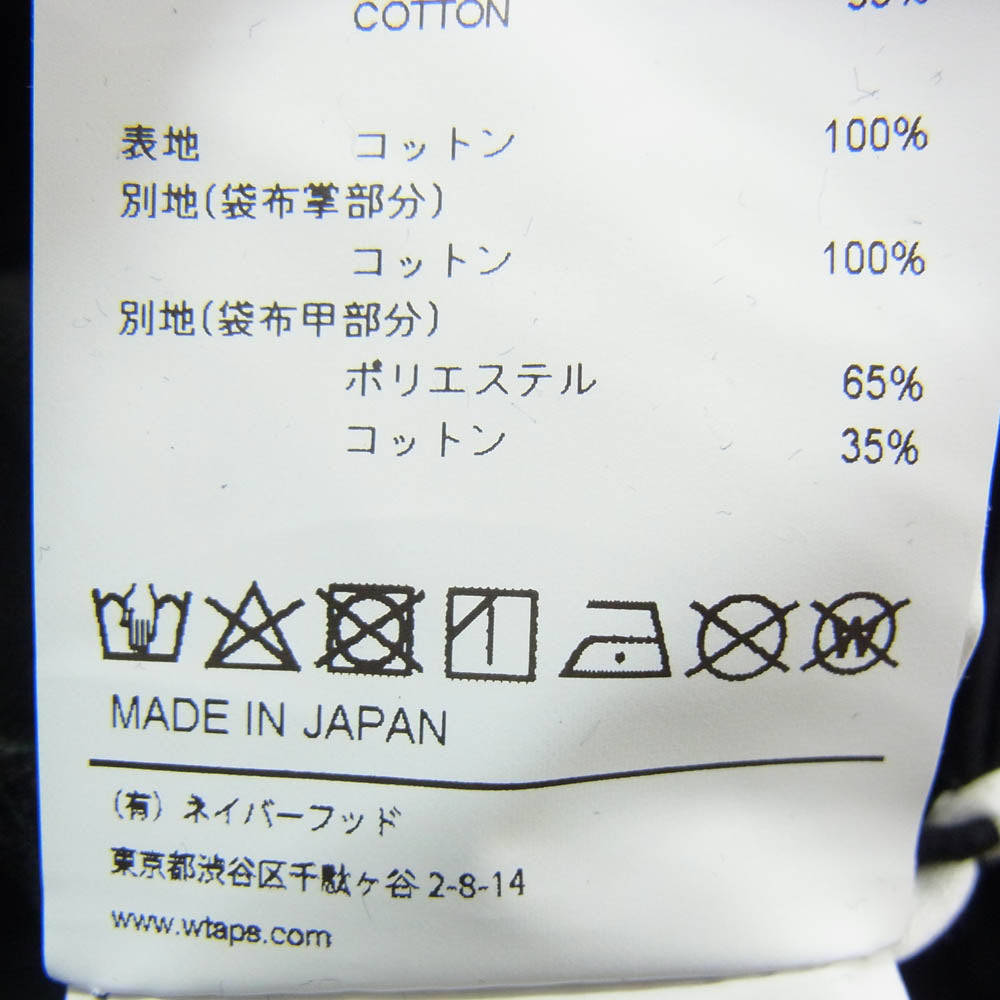 COTTON 35%
表地 コットン 100%
別地(袋布掌部分)
コットン 100%
別地(袋布甲部分)
ポリエステル 65%
コットン 35%
W
MADE IN JAPAN
(有) ネイバーフッド
東京都渋谷区千駄ヶ谷 2-8-14
www.wtaps.com